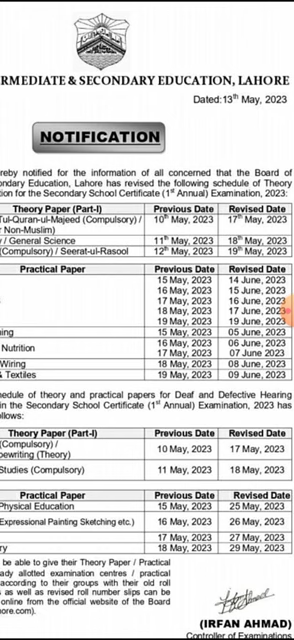 RMEDIATE & SECONDARY EDUCATION, LAHORE
Dated:13th May, 2023
NOTIFICATION
reby notified for the information of all concerned that the Board of
ondary Education, Lahore has revised the following schedule of Theory
tion for the Secondary School Certificate (1st Annual) Examination, 2023:
Theory Paper (Part-I) Previous Date Revised Date
Tul-Quran-ul-Majeed (Compulsory) / 10th May, 2023 17th May, 2023
r Non-Muslim)
/ General Science 11th May, 2023 18th May, 2023
(Compulsory) / Seerat-ul-Rasool 12th May, 2023 19th May, 2023
Practical Paper Previous Date Revised Date
15 May, 2023 14 June, 2023
16 May, 2023 15 June, 2023
17 May, 2023 16 June, 2023
18 May, 2023 17 June, 2023
19 May, 2023 19 June, 2023
ning 15 May, 2023 05 June, 2023
Nutrition 16 May, 2023 06 June, 2023
17 May, 2023 07 June 2023
Wiring 18 May, 2023 08 June, 2023
& Textiles 19 May, 2023 09 June, 2023
hedule of theory and practical papers for Deaf and Defective Hearing
in the Secondary School Certificate (1st Annual) Examination, 2023 has
ollows:
Theory Paper (Part-I) Previous Date Revised Date
(Compulsory) / 10 May, 2023 17 May, 2023
pewriting (Theory)
Studies (Compulsory) 11 May, 2023 18 May, 2023
Practical Paper Previous Date Revised Date
Physical Education 15 May, 2023 25 May, 2023
Expressional Painting Sketching etc.) 16 May, 2023 26 May, 2023
17 May, 2023 27 May, 2023
ry 18 May, 2023 29 May, 2023
be able to give their Theory Paper / Practical
ady allotted examination centres / practical
according to their groups with their old roll
s as well as revised roll number slips can be
online from the official website of the Board
hore.com).
(IRFAN AHMAD)
Controller of Examinations